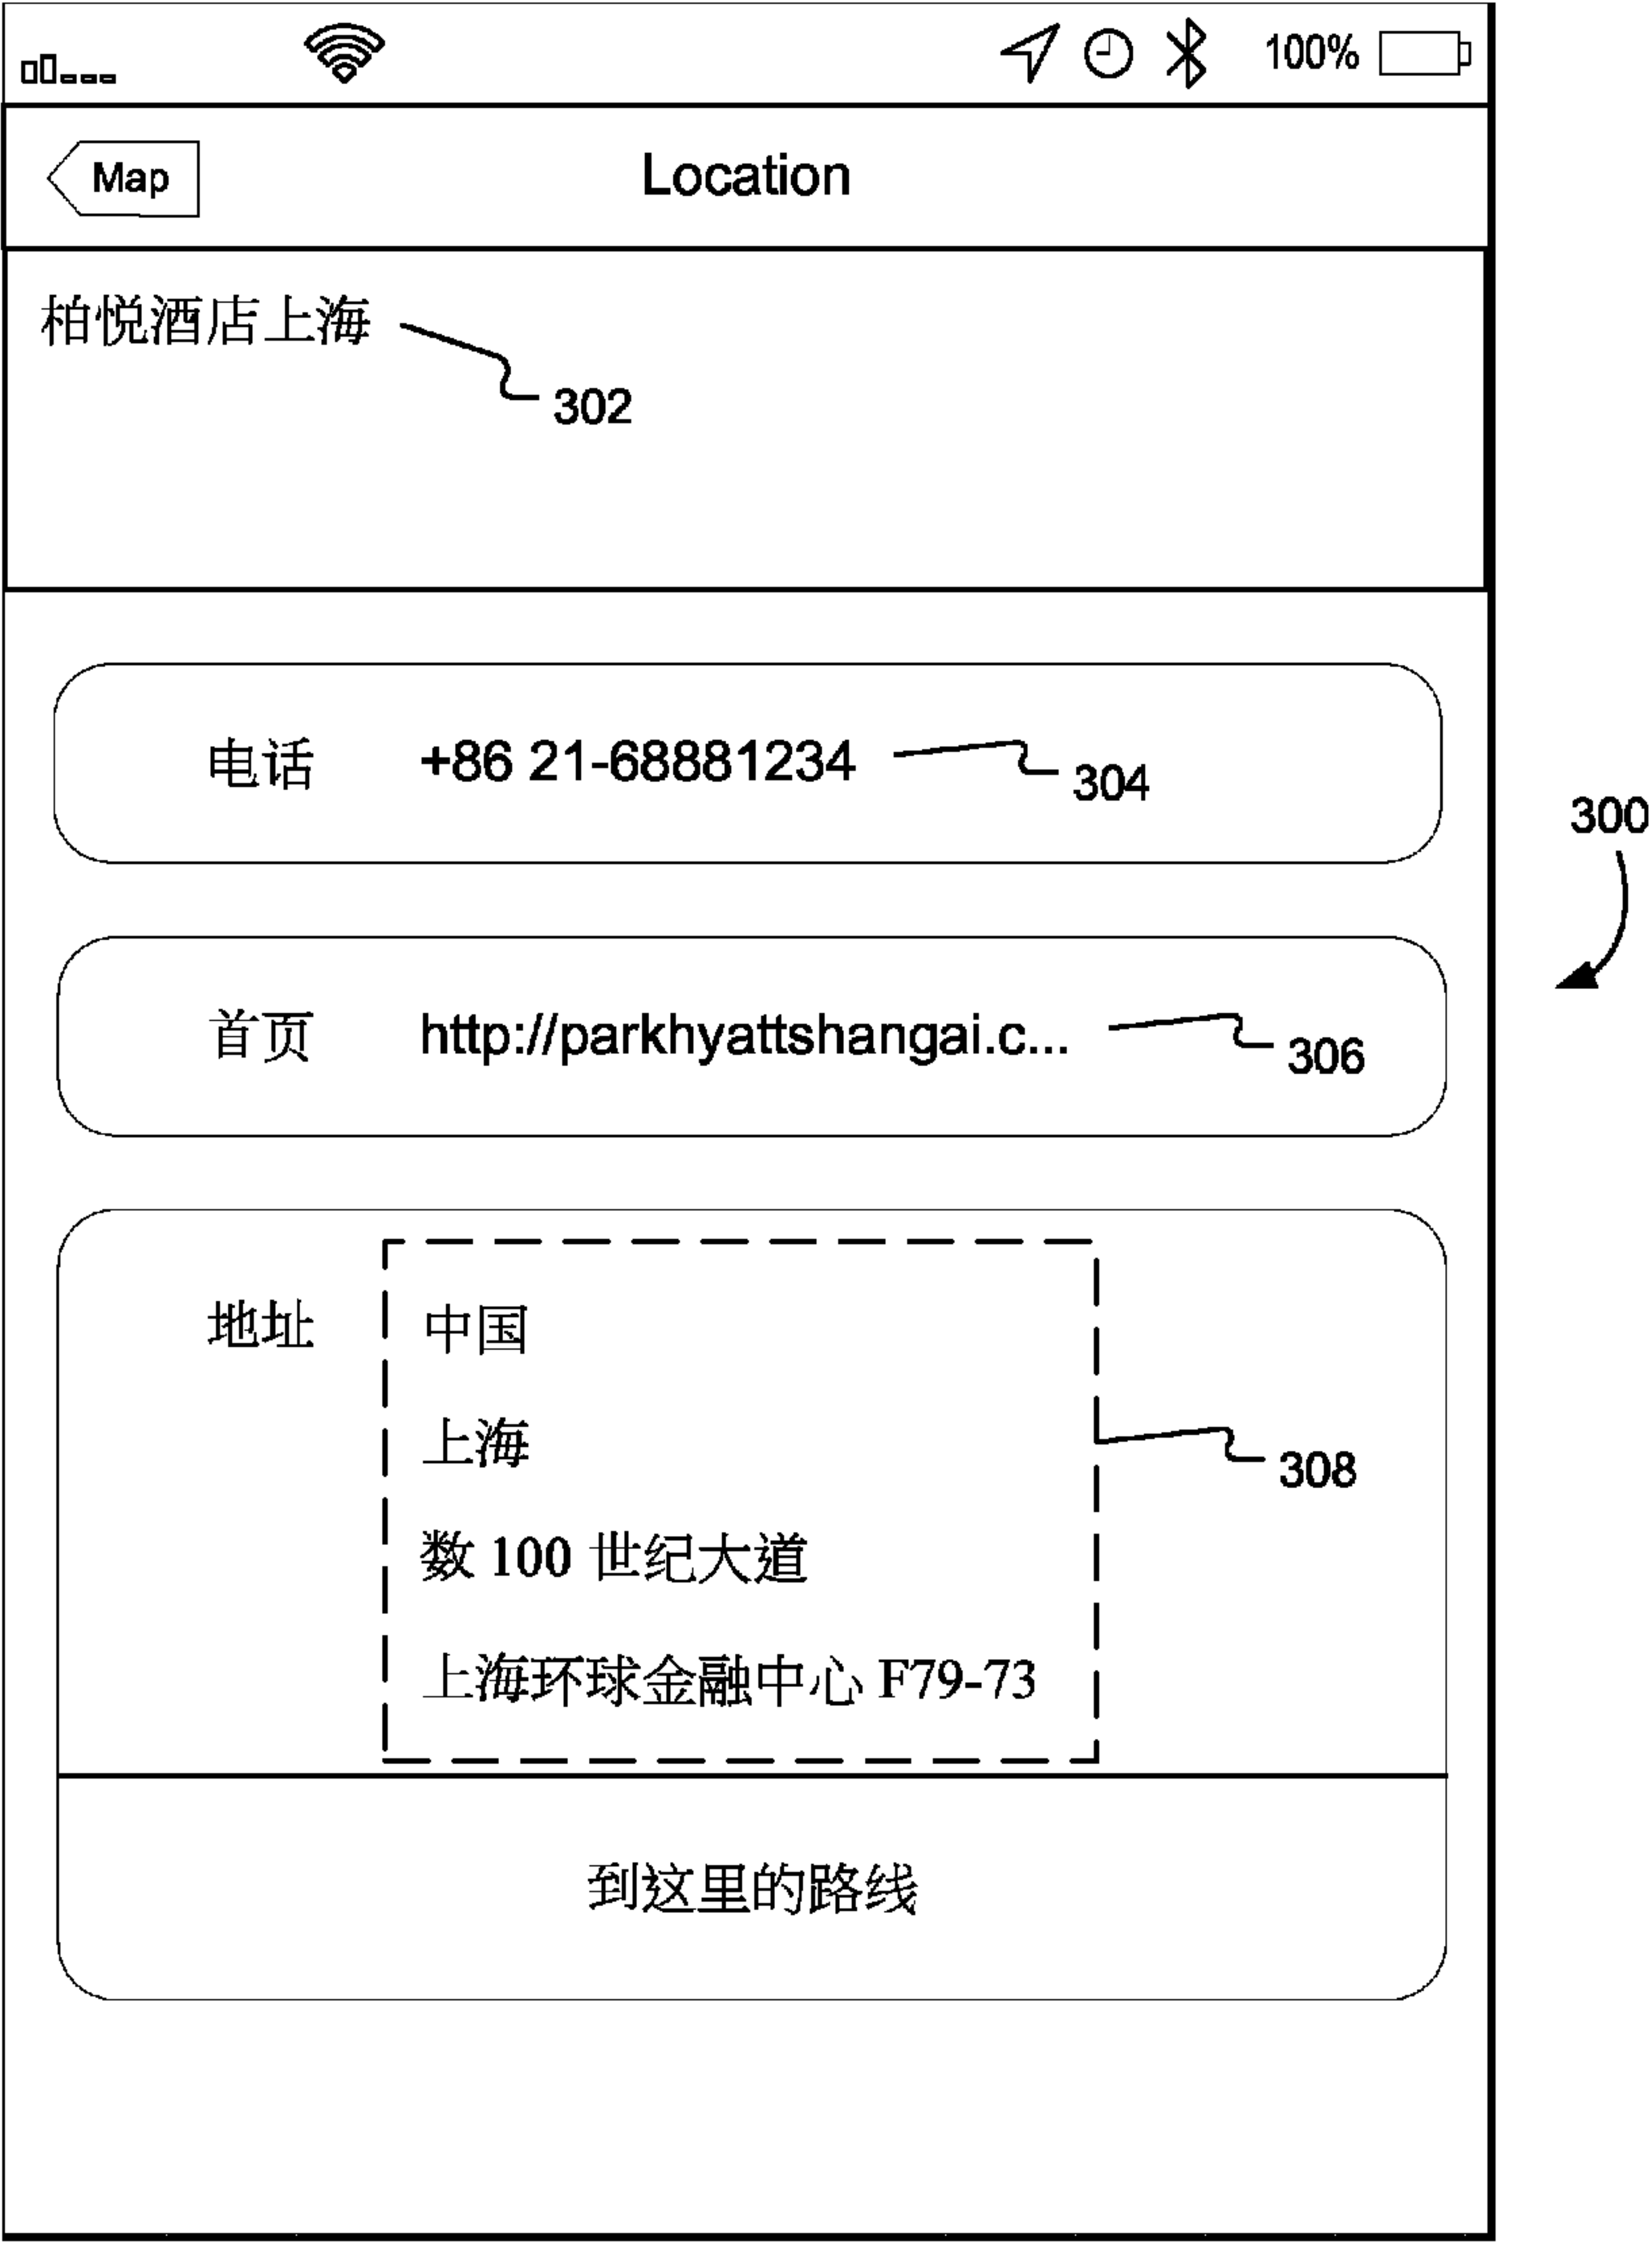 100%
Map
Location
柏悦酒店上海
302
电话 +86 21-68881234
304
300
首页 http://parkhyattshangai.c...
306
地址
中国
上海
308
数 100 世纪大道
上海环球金融中心 F79-73
到这里的路线